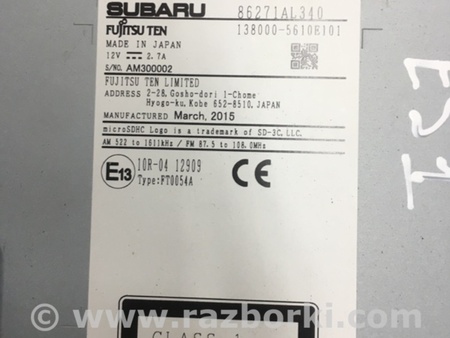 SUBARU 86271AL340
FUJITSU TEN 138000-5610B101
MADE IN JAPAN
12V 2.7A
S/NO. AM300002
FUJITSU TEN LIMITED
ADDRESS 2-28, Gosho-dori 1-Chome
Hyogo-ku, Kobe 652-8510, JAPAN
MANUFACTURED March, 2015
microSDHC Logo is a trademark of SD-3C, LLC.
AM 522 to 1611kHz / FM 87.5 to 108.0MHz
E13 10R-04 12909
Type:FT0054A
CE
CLASS 1
www.razborki.com